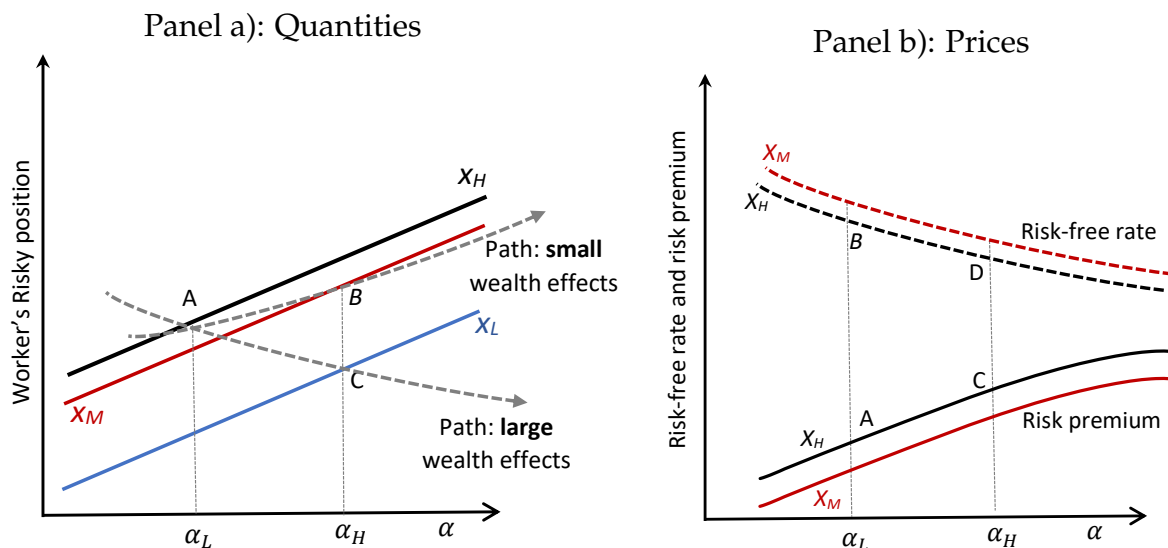 Panel a): Quantities
Worker's Risky position
X_H
A
B
Path: small
wealth effects
X_L
C
X_M
Path: large
wealth effects
α_L
α_H
α
Panel b): Prices
Risk-free rate and risk premium
X_M
X_H
B
Risk-free rate
D
C
A
X_H
Risk premium
X_M
α_L
α_H
α